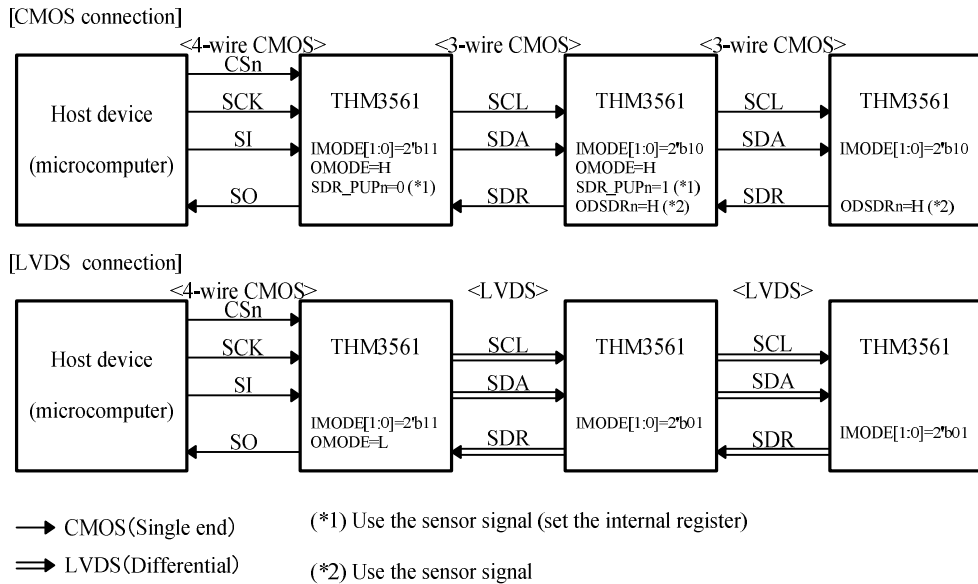 [CMOS connection]
<4-wire CMOS> <3-wire CMOS> <3-wire CMOS>
CSn
Host device
(microcomputer)
SCK
SI
SO
THM3561
IMODE[1:0]=2'b11
OMODE=H
SDR_PUPn=0 (*1)
SCL
SDA
SDR
THM3561
IMODE[1:0]=2'b10
OMODE=H
SDR_PUPn=1 (*1)
ODSDRn=H (*2)
SCL
SDA
SDR
THM3561
IMODE[1:0]=2'b10
ODSDRn=H (*2)
[LVDS connection]
<4-wire CMOS> <LVDS> <LVDS>
CSn
Host device
(microcomputer)
SCK
SI
SO
THM3561
IMODE[1:0]=2'b11
OMODE=L
SCL
SDA
SDR
THM3561
IMODE[1:0]=2'b01
SCL
SDA
SDR
THM3561
IMODE[1:0]=2'b01
CMOS(Single end)
LVDS(Differential)
(*1) Use the sensor signal (set the internal register)
(*2) Use the sensor signal